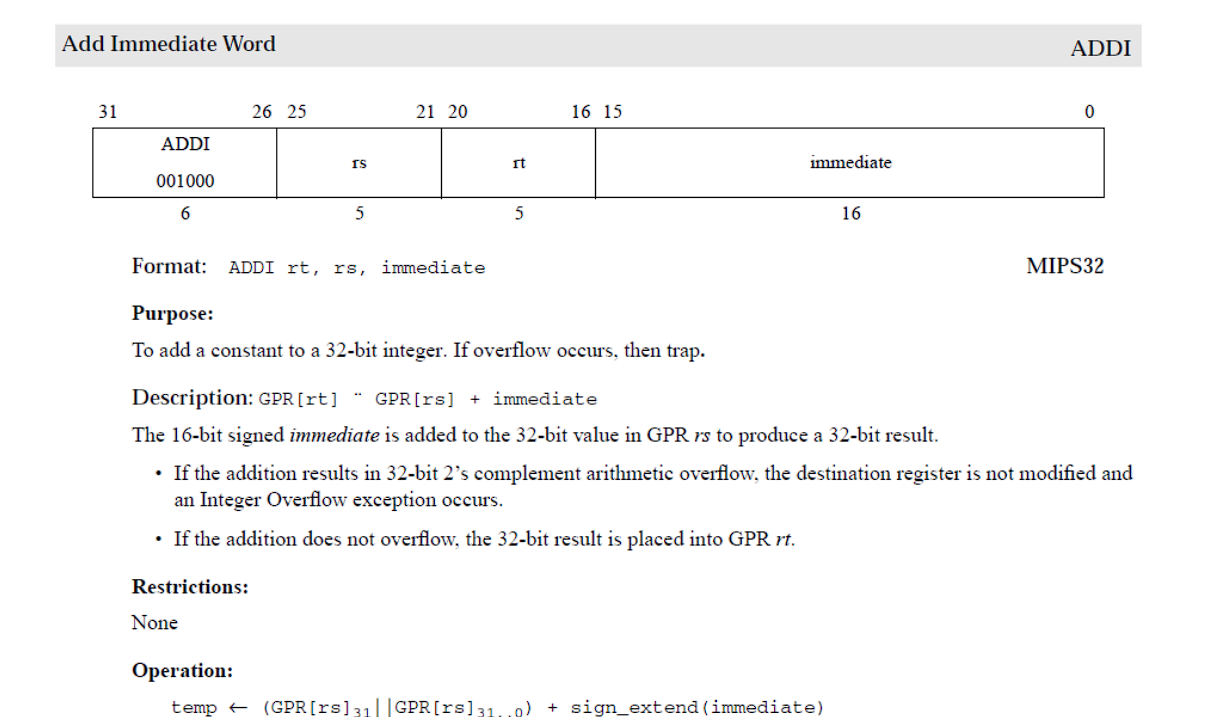 Add Immediate Word ADDI
31 26 25 21 20 16 15 0
ADDI
rs rt immediate
001000
6 5 5 16
Format: ADDI rt, rs, immediate MIPS32
Purpose:
To add a constant to a 32-bit integer. If overflow occurs, then trap.
Description: GPR[rt] ¨ GPR[rs] + immediate
The 16-bit signed immediate is added to the 32-bit value in GPR rs to produce a 32-bit result.
• If the addition results in 32-bit 2’s complement arithmetic overflow, the destination register is not modified and
an Integer Overflow exception occurs.
• If the addition does not overflow, the 32-bit result is placed into GPR rt.
Restrictions:
None
Operation:
temp ← (GPR[rs]31||GPR[rs]31..0) + sign_extend(immediate)